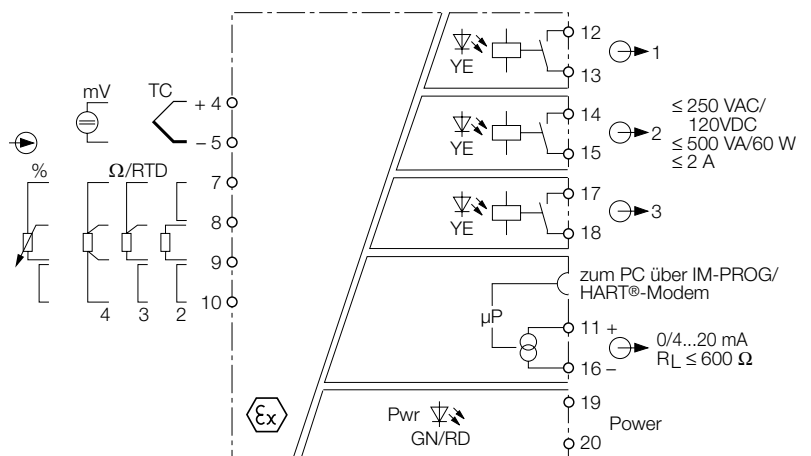 12
YE
13
1
mV
TC
+ 4
– 5
14
YE
15
2
≤ 250 VAC/
120VDC
≤ 500 VA/60 W
≤ 2 A
%
Ω/RTD
7
8
9
10
4
3
2
17
YE
18
3
zum PC über IM-PROG/
HART®-Modem
µP
11 +
16 –
0/4...20 mA
RL ≤ 600 Ω
Ex
Pwr
GN/RD
19
Power
20